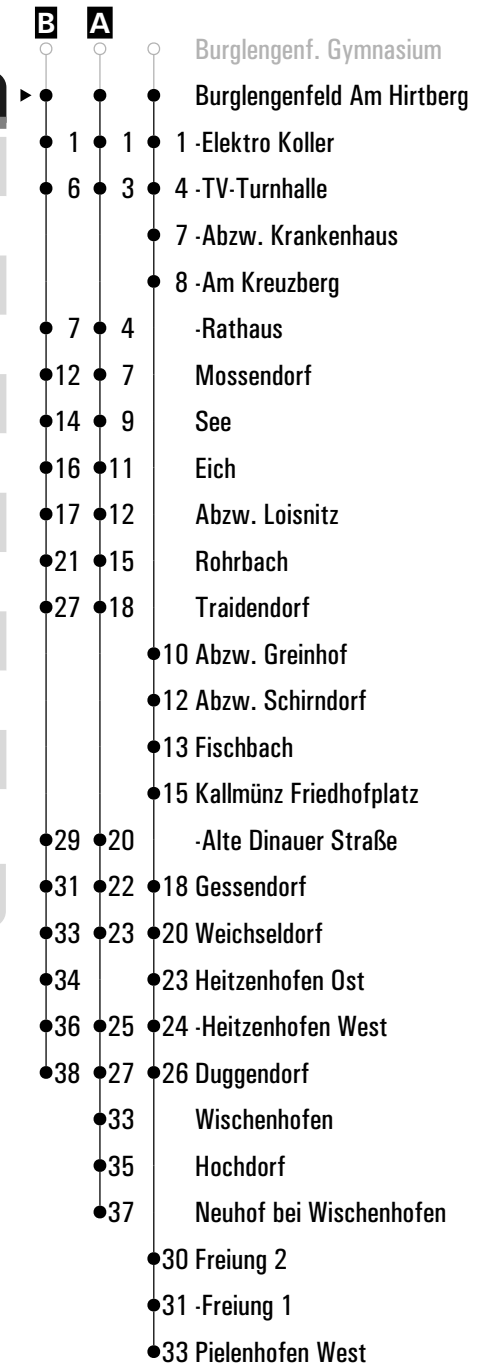 B A
Burglengenf. Gymnasium
Burglengenfeld Am Hirtberg
1 1 1 -Elektro Koller
6 3 4 -TV-Turnhalle
7 -Abzw. Krankenhaus
8 -Am Kreuzberg
7 4 -Rathaus
12 7 Mossendorf
14 9 See
16 11 Eich
17 12 Abzw. Loisnitz
21 15 Rohrbach
27 18 Traidendorf
10 Abzw. Greinhof
12 Abzw. Schirndorf
13 Fischbach
15 Kallmünz Friedhofplatz
29 20 -Alte Dinauer Straße
31 22 18 Gessendorf
33 23 20 Weichseldorf
34 23 Heitzenhofen Ost
36 25 24 -Heitzenhofen West
38 27 26 Duggendorf
33 Wischenhofen
35 Hochdorf
37 Neuhof bei Wischenhofen
30 Freiung 2
31 -Freiung 1
33 Pielenhofen West